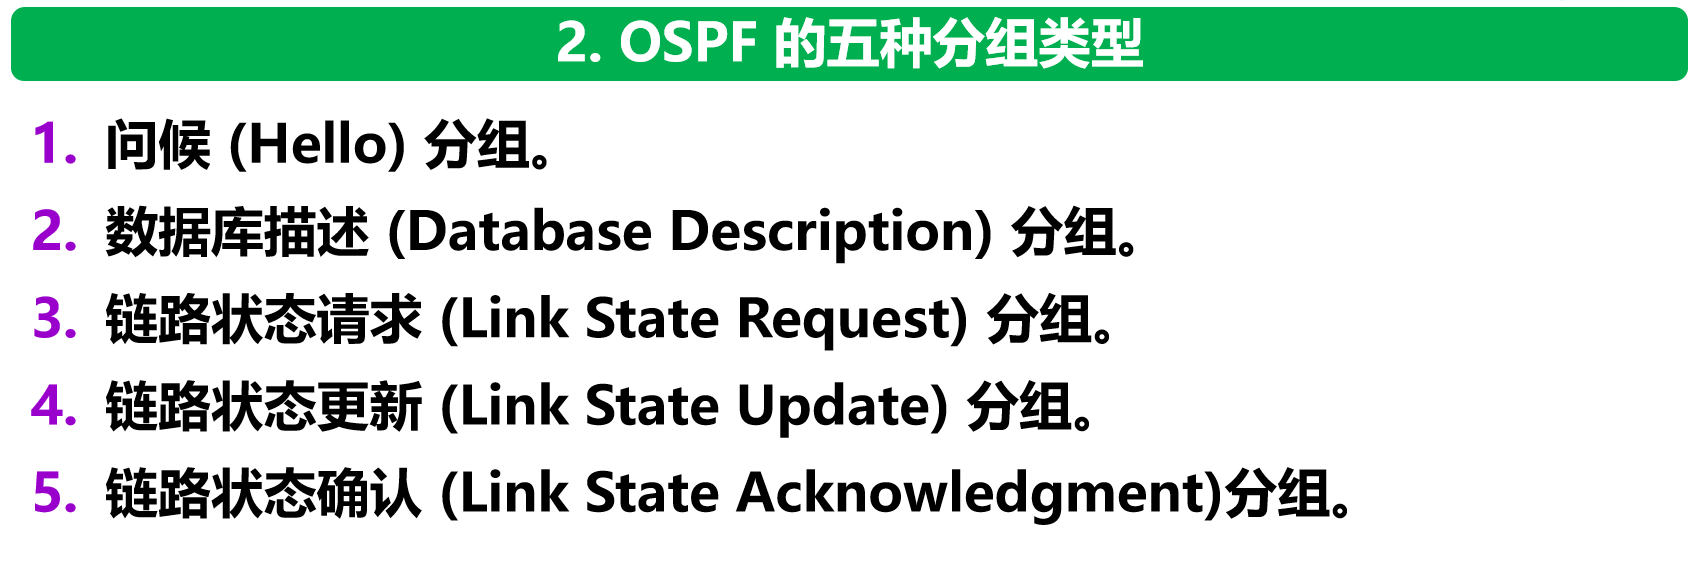 2. OSPF 的五种分组类型
1. 问候 (Hello) 分组。
2. 数据库描述 (Database Description) 分组。
3. 链路状态请求 (Link State Request) 分组。
4. 链路状态更新 (Link State Update) 分组。
5. 链路状态确认 (Link State Acknowledgment)分组。